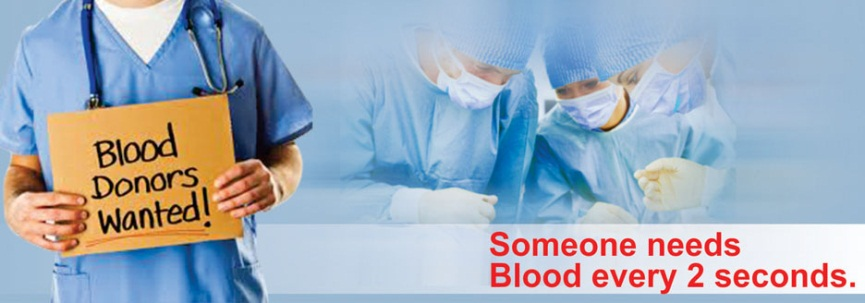 Blood
Donors
Wanted!
Someone needs
Blood every 2 seconds.